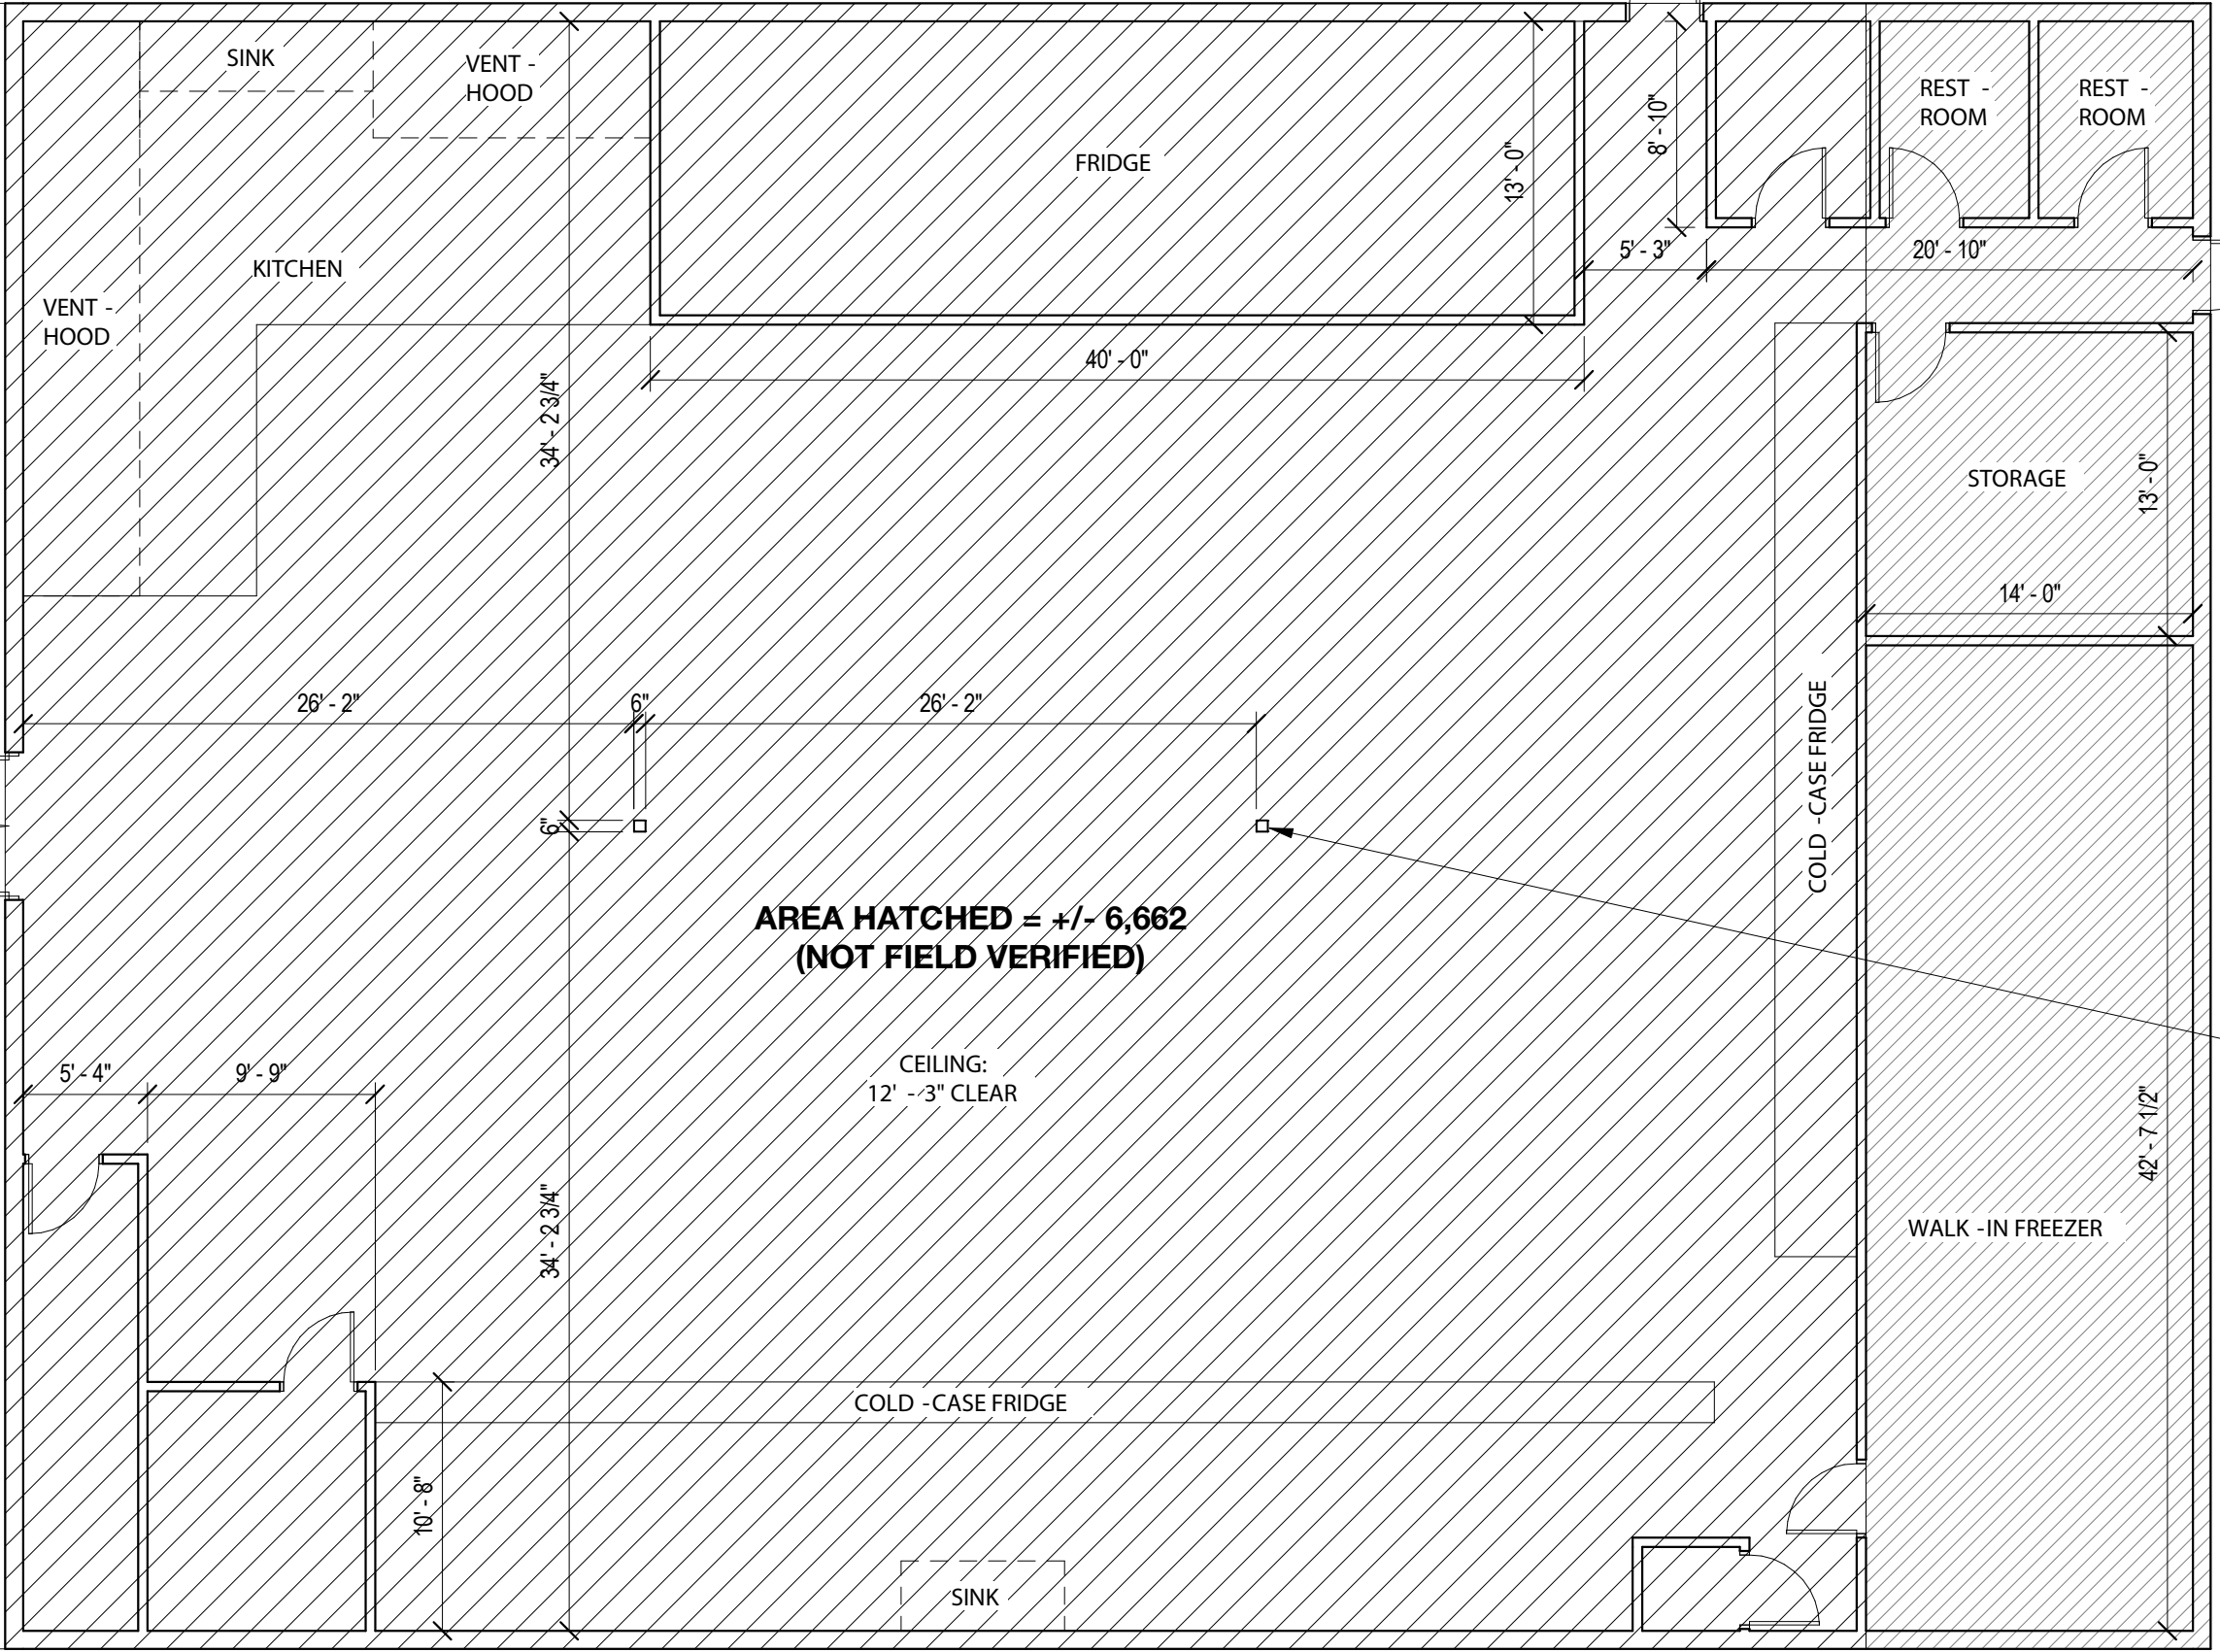 SINK
VENT -
HOOD
FRIDGE
13' - 0"
8' - 10"
REST -
ROOM
REST -
ROOM
5' - 3"
20' - 10"
KITCHEN
VENT -
HOOD
40' - 0"
34' - 2 3/4"
STORAGE
13' - 0"
14' - 0"
26' - 2"
6"
26' - 2"
COLD -CASE FRIDGE
6"
AREA HATCHED = +/- 6,662
(NOT FIELD VERIFIED)
CEILING:
12' - 3" CLEAR
5' - 4"
9' - 9"
34' - 2 3/4"
42' - 7 1/2"
WALK -IN FREEZER
COLD -CASE FRIDGE
10' - 8"
SINK